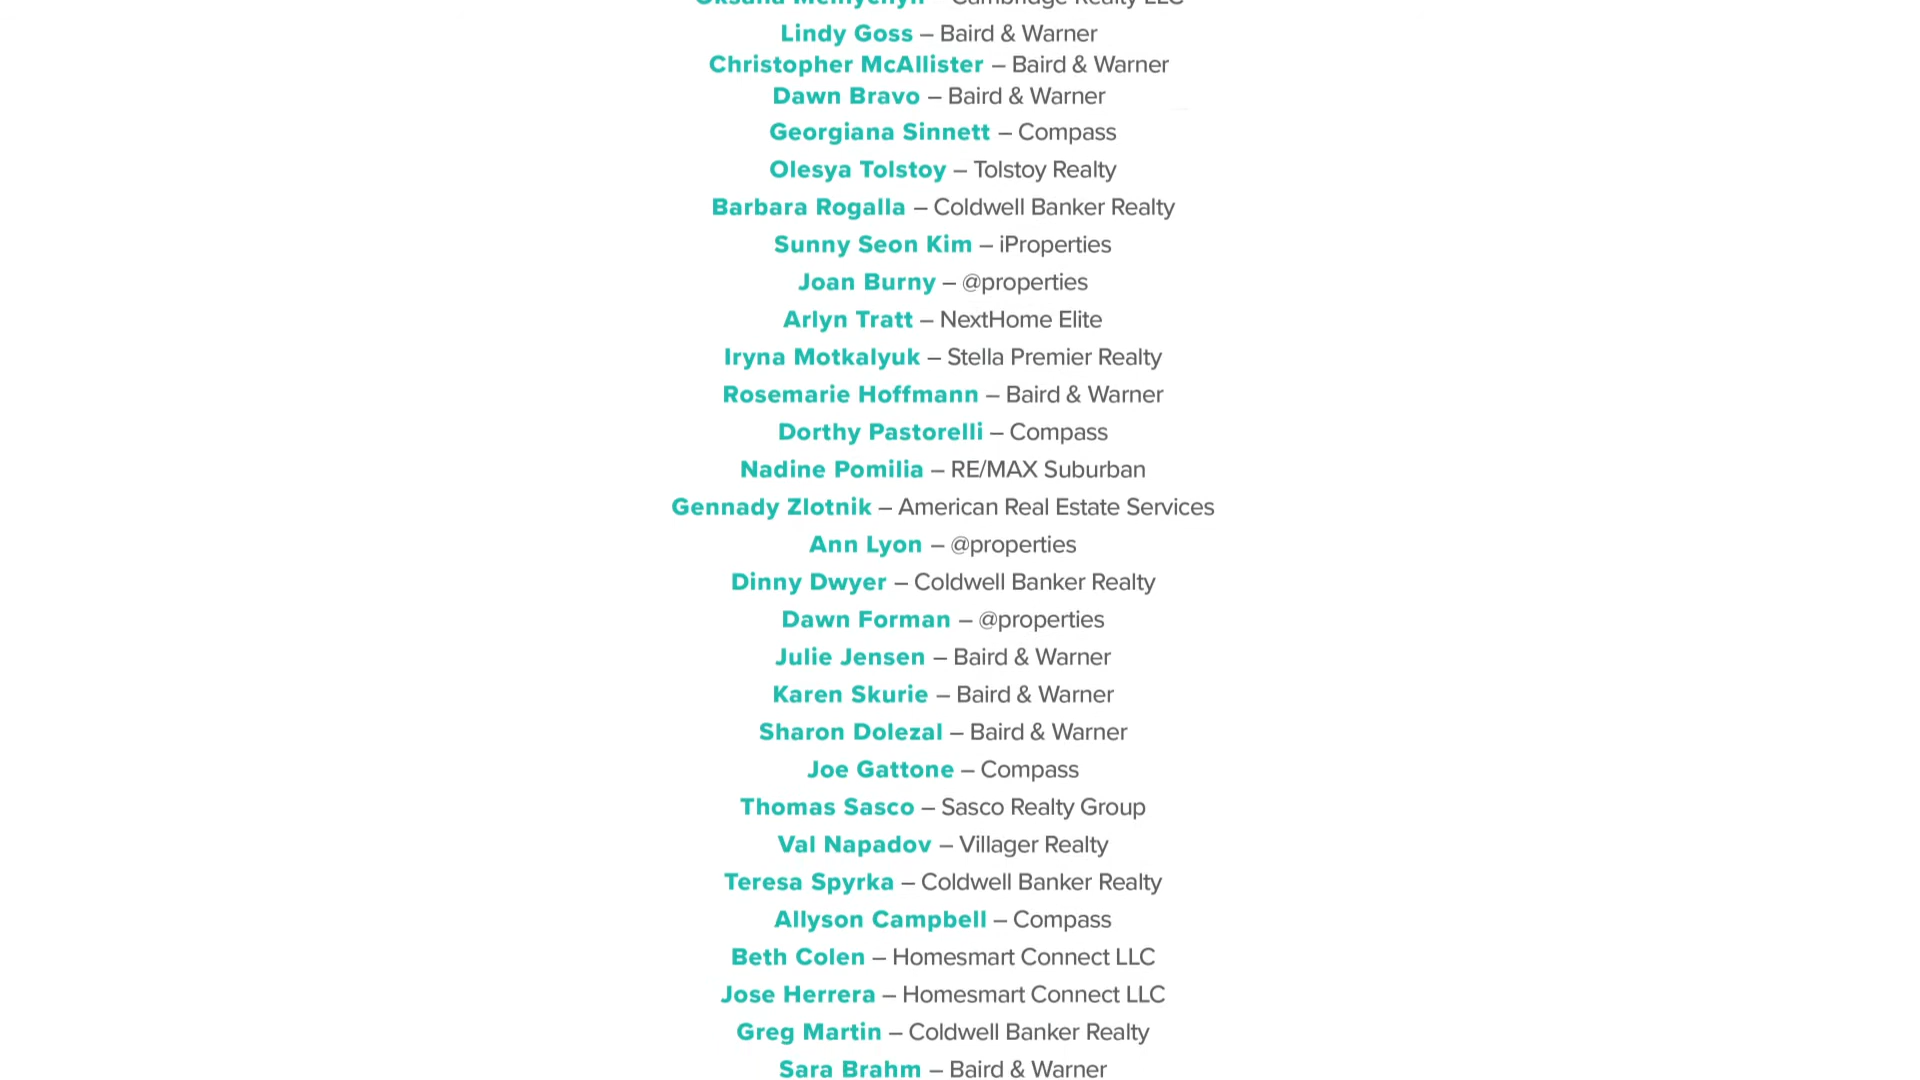 Lindy Goss – Baird & Warner
Christopher McAllister – Baird & Warner
Dawn Bravo – Baird & Warner
Georgiana Sinnett – Compass
Olesya Tolstoy – Tolstoy Realty
Barbara Rogalla – Coldwell Banker Realty
Sunny Seon Kim – iProperties
Joan Burny – @properties
Arlyn Tratt – NextHome Elite
Iryna Motkalyuk – Stella Premier Realty
Rosemarie Hoffmann – Baird & Warner
Dorthy Pastorelli – Compass
Nadine Pomilia – RE/MAX Suburban
Gennady Zlotnik – American Real Estate Services
Ann Lyon – @properties
Dinny Dwyer – Coldwell Banker Realty
Dawn Forman – @properties
Julie Jensen – Baird & Warner
Karen Skurie – Baird & Warner
Sharon Dolezal – Baird & Warner
Joe Gattone – Compass
Thomas Sasco – Sasco Realty Group
Val Napadov – Villager Realty
Teresa Spyrka – Coldwell Banker Realty
Allyson Campbell – Compass
Beth Colen – Homesmart Connect LLC
Jose Herrera – Homesmart Connect LLC
Greg Martin – Coldwell Banker Realty
Sara Brahm – Baird & Warner